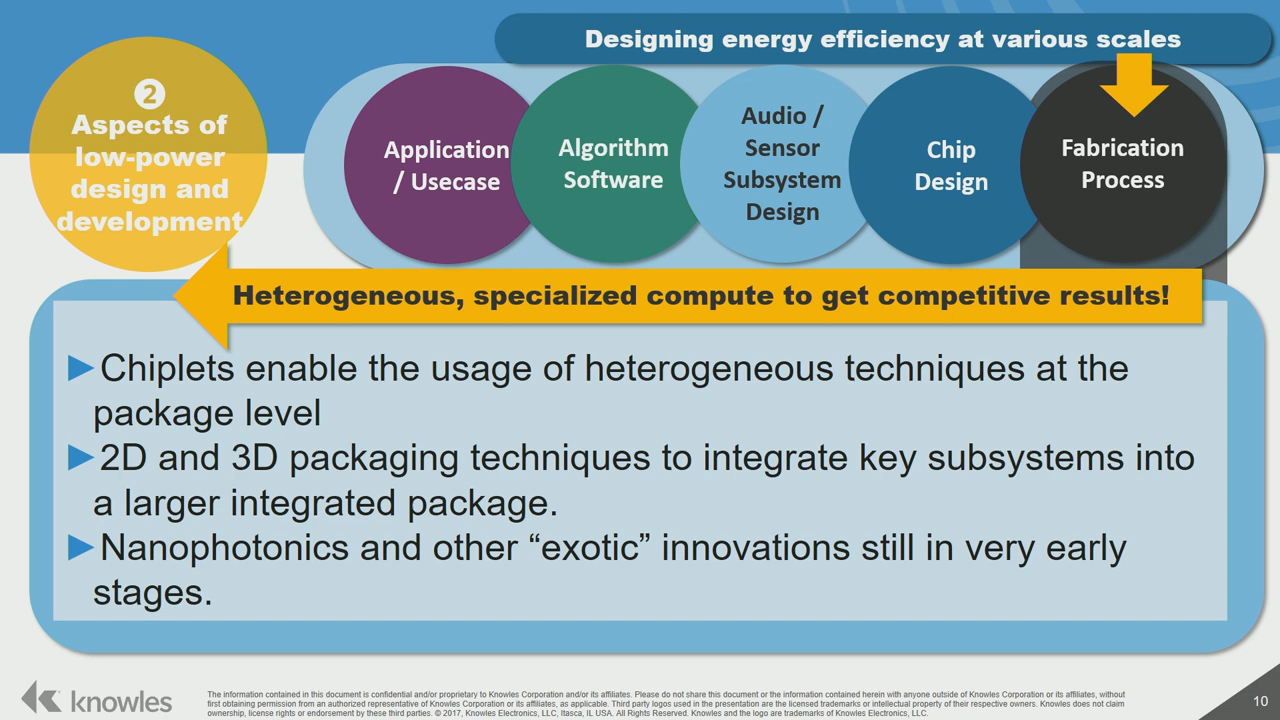 Designing energy efficiency at various scales
2
Aspects of
low-power
design and
development
Application
/ Usecase
Algorithm
Software
Audio /
Sensor
Subsystem
Design
Chip
Design
Fabrication
Process
Heterogeneous, specialized compute to get competitive results!
►Chiplets enable the usage of heterogeneous techniques at the
package level
►2D and 3D packaging techniques to integrate key subsystems into
a larger integrated package.
►Nanophotonics and other “exotic” innovations still in very early
stages.
knowles
The information contained in this document is confidential and/or proprietary to Knowles Corporation and/or its affiliates. Please do not share this document or the information contained herein with anyone outside of Knowles Corporation or its affiliates, without
first obtaining permission from an authorized representative of Knowles Corporation or its affiliates, as applicable. Third party logos used in the presentation are the licensed trademarks or intellectual property of their respective owners. Knowles does not claim
ownership, license rights or endorsement by these third parties. © 2017, Knowles Electronics, LLC, Itasca, IL USA. All Rights Reserved. Knowles and the logo are trademarks of Knowles Electronics, LLC.
10